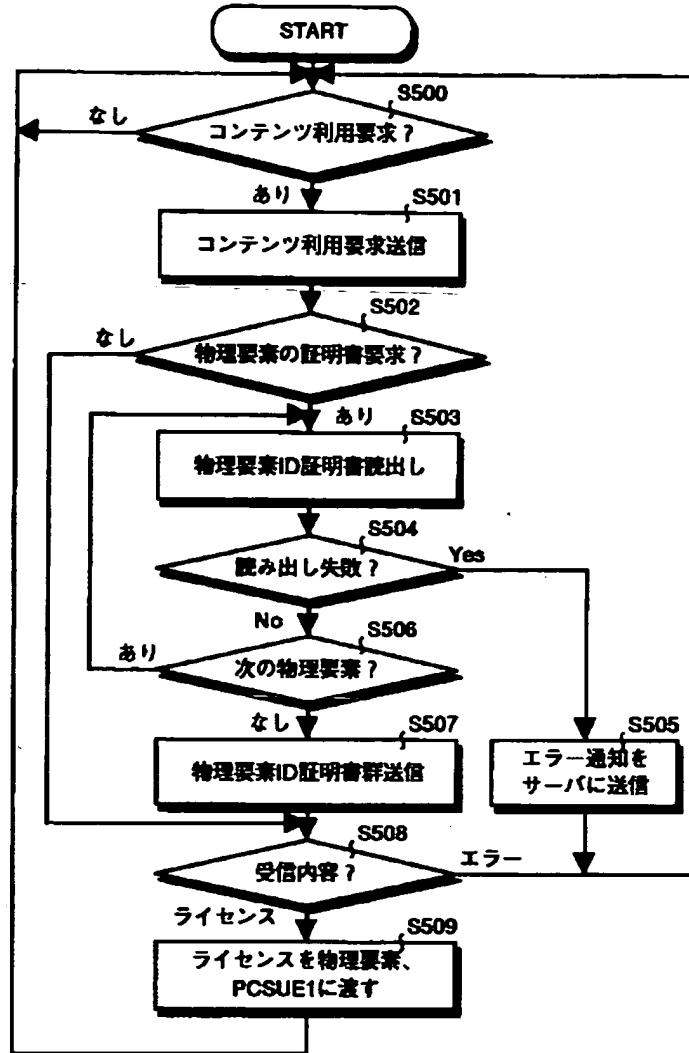 START
S500
なし
コンテンツ利用要求？
あり
S501
コンテンツ利用要求送信
S502
なし
物理要素の証明書要求？
あり
S503
物理要素ID証明書読出し
S504
読み出し失敗？
Yes
No
S506
あり
次の物理要素？
なし
S507
物理要素ID証明書群送信
S505
エラー通知を
サーバに送信
S508
受信内容？
エラー
ライセンス
S509
ライセンスを物理要素、
PCSUE1に渡す